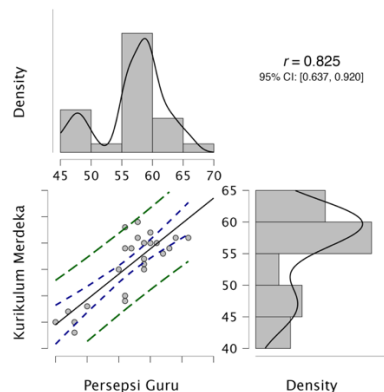 Density
r = 0.825
95% CI: [0.637, 0.920]
45 50 55 60 65 70
Kurikulum Merdeka
65
60
55
50
45
40
Persepsi Guru
Density